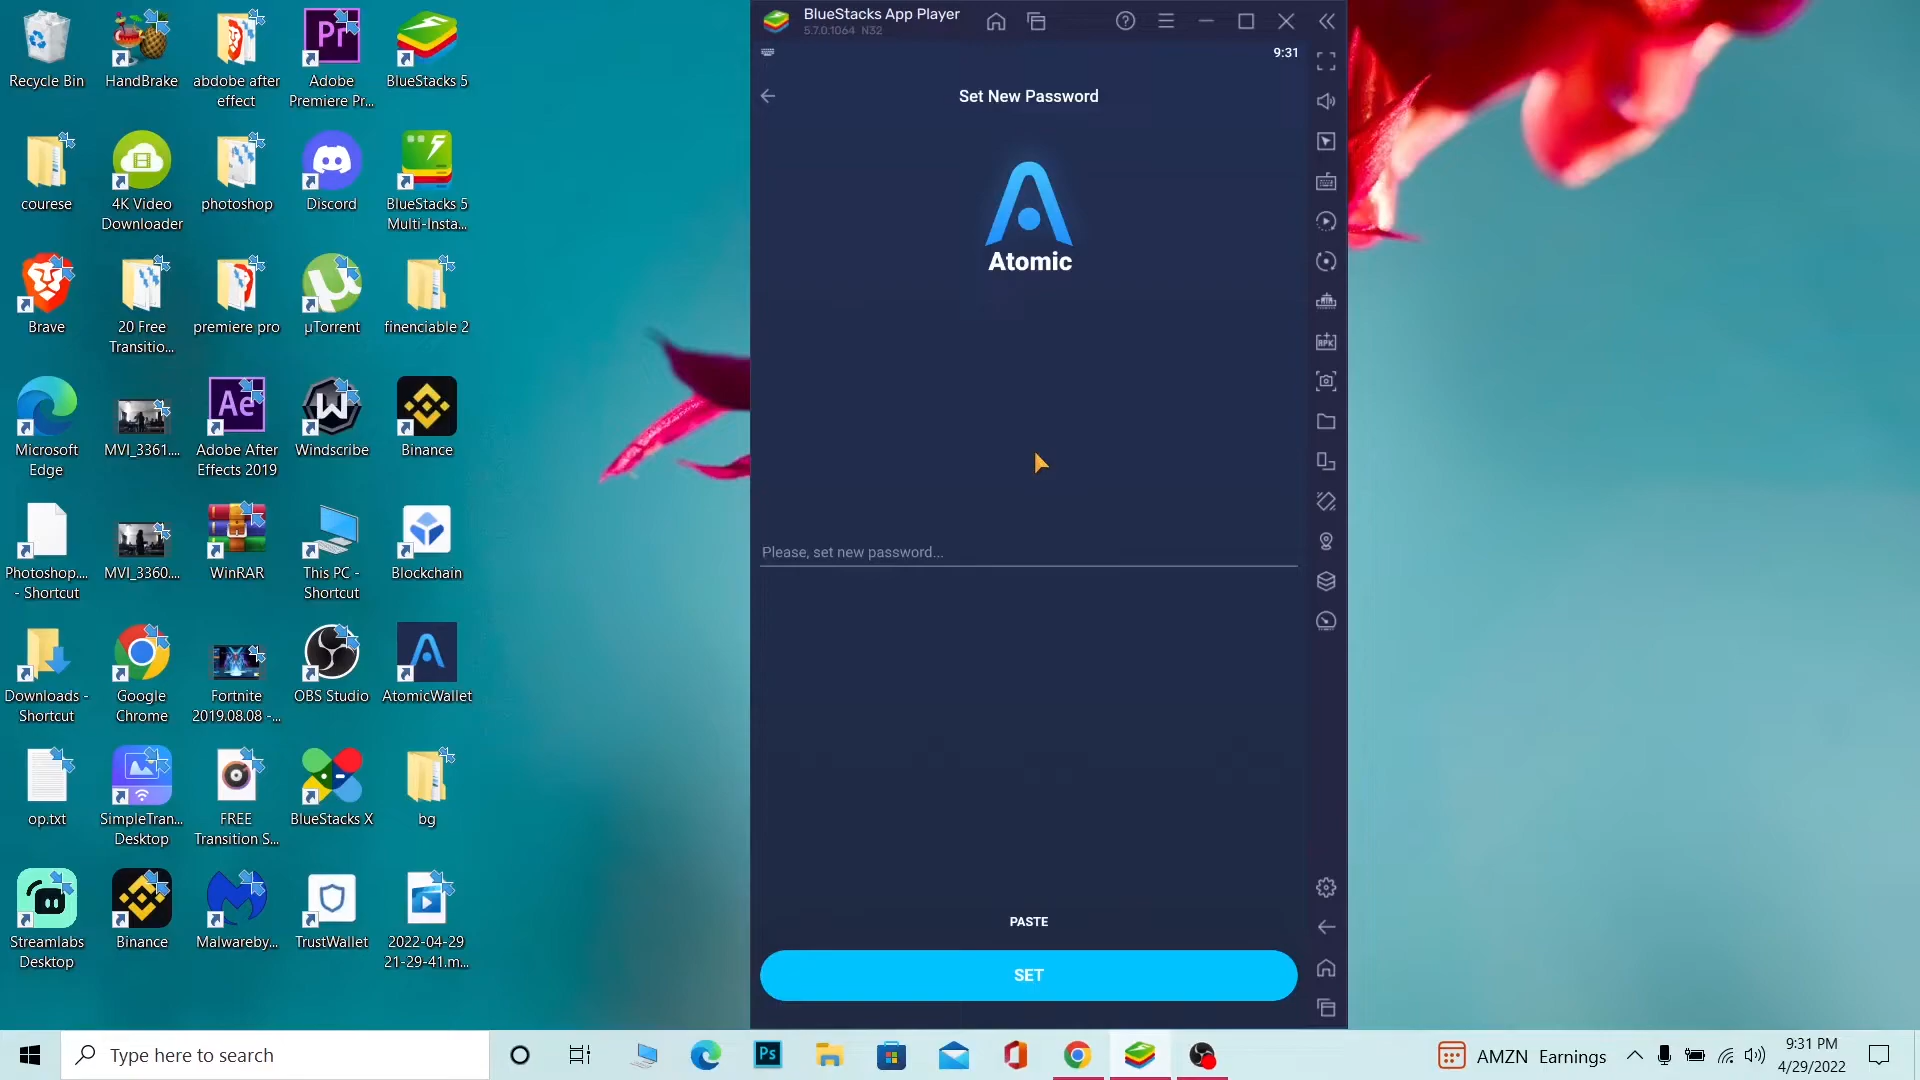 Recycle Bin
HandBrake
abdobe after
effect
Adobe
Premiere Pr...
BlueStacks 5
courese
4K Video
Downloader
photoshop
Discord
BlueStacks 5
Multi-Insta...
Brave
20 Free
Transitio...
premiere pro
µTorrent
finenciable 2
Microsoft
Edge
MVI_3361....
Adobe After
Effects 2019
Windscribe
Binance
Photoshop....
- Shortcut
MVI_3360....
WinRAR
This PC -
Shortcut
Blockchain
Downloads -
Shortcut
Google
Chrome
Fortnite
2019.08.08 -...
OBS Studio
AtomicWallet
op.txt
SimpleTran...
Desktop
FREE
Transition S...
BlueStacks X
bg
Streamlabs
Desktop
Binance
Malwareby...
TrustWallet
2022-04-29
21-29-41.m...
Pr
Ae
BlueStacks App Player
5.7.0.1064 N32
9:31
Set New Password
Atomic
Please, set new password...
PASTE
SET
APK
Type here to search
Ps
AMZN Earnings
9:31 PM
4/29/2022